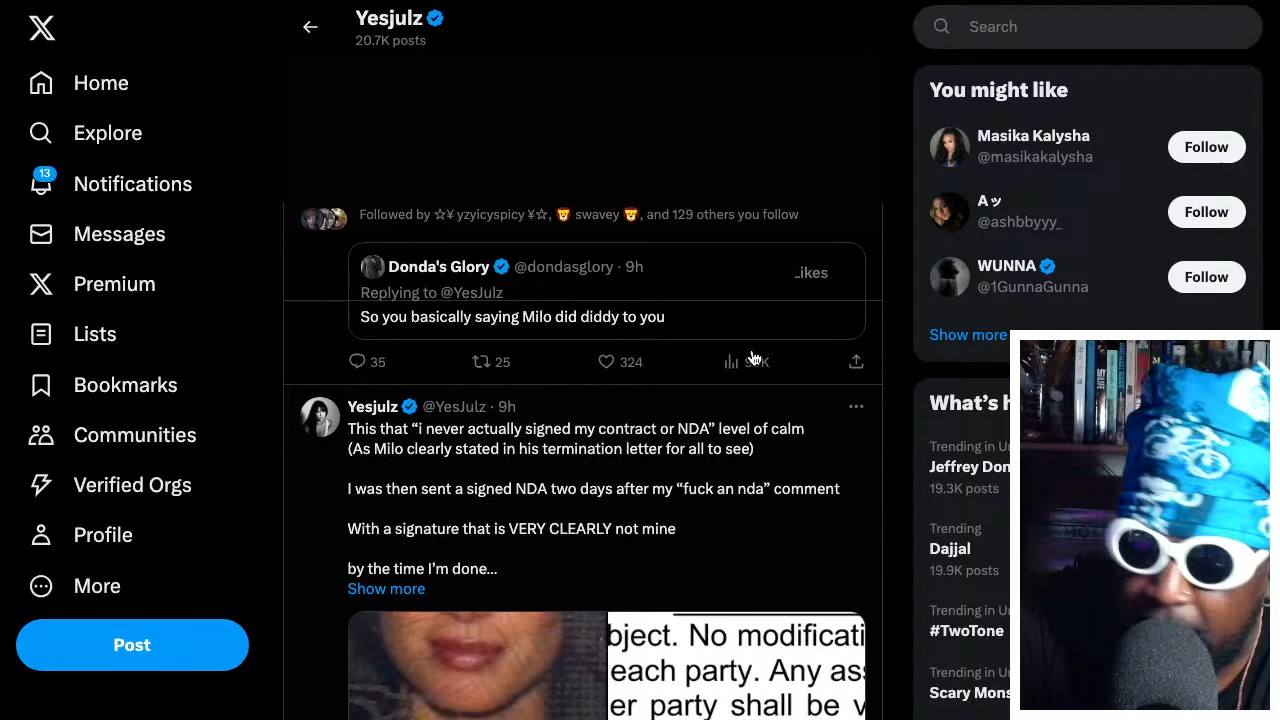 Home
Explore
13
Notifications
Messages
Premium
Lists
Bookmarks
Communities
Verified Orgs
Profile
More
Post
Yesjulz
20.7K posts
Followed by ☆¥ yzyicyspicy ¥☆, 🦁 swavey 🦁, and 129 others you follow
Donda's Glory @dondasglory · 9h
Likes
Replying to @YesJulz
So you basically saying Milo did diddy to you
35 25 324
Yesjulz @YesJulz · 9h
This that “i never actually signed my contract or NDA” level of calm
(As Milo clearly stated in his termination letter for all to see)
I was then sent a signed NDA two days after my “fuck an nda” comment
With a signature that is VERY CLEARLY not mine
by the time I’m done...
Show more
bject. No modificati
each party. Any as
er party shall be v
Search
You might like
Masika Kalysha
@masikakalysha
Follow
Aッ
@ashbbyyy_
Follow
WUNNA
@1GunnaGunna
Follow
Show more
What’s h
Trending in Un
Jeffrey Don
19.3K posts
Trending
Dajjal
19.9K posts
Trending in Un
#TwoTone
Trending in Un
Scary Mons